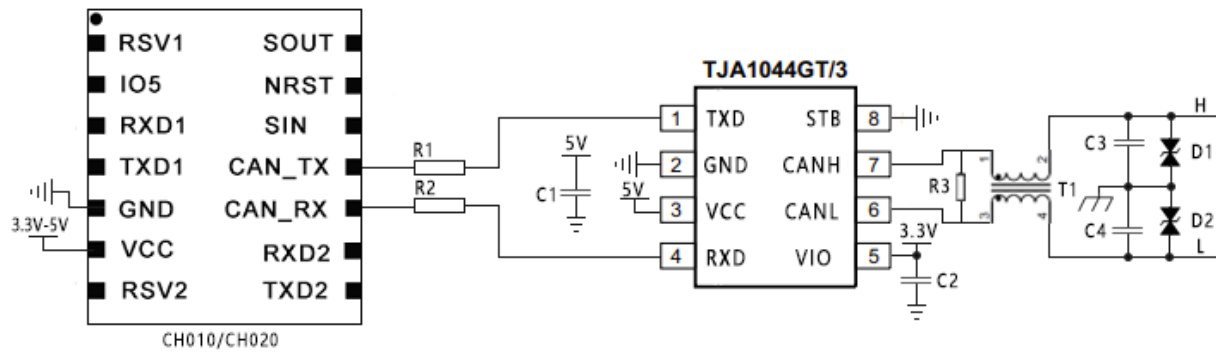 RSV1 SOUT
IO5 NRST
RXD1 SIN
TXD1 CAN_TX
GND CAN_RX
3.3V-5V
VCC RXD2
RSV2 TXD2
CH010/CH020
R1
R2
5V
C1
5V
TJA1044GT/3
1 TXD STB 8
2 GND CANH 7
3 VCC CANL 6
4 RXD VIO 5
3.3V
C2
R3
1 2
T1
3 4
H
C3 D1
C4 D2
L